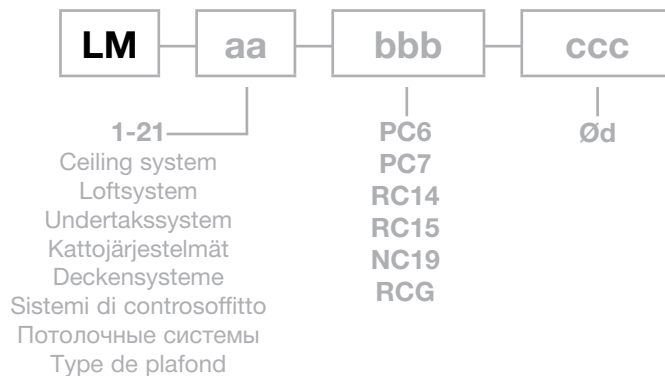 LM aa bbb ccc
1-21 PC6 Ød
Ceiling system PC7
Loftsystem RC14
Undertakssystem RC15
Kattojärjestelmät NC19
Deckensysteme RCG
Sistemi di controsoffitto
Потолочные системы
Type de plafond